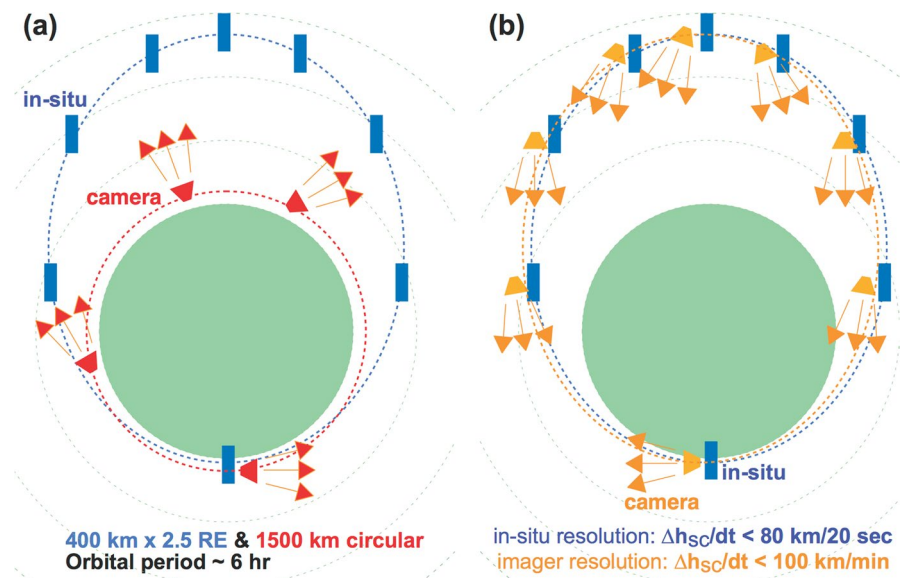 (a)
in-situ
camera
400 km x 2.5 RE & 1500 km circular
Orbital period ~ 6 hr
(b)
in-situ
camera
in-situ resolution: Δhsc/dt < 80 km/20 sec
imager resolution: Δhsc/dt < 100 km/min